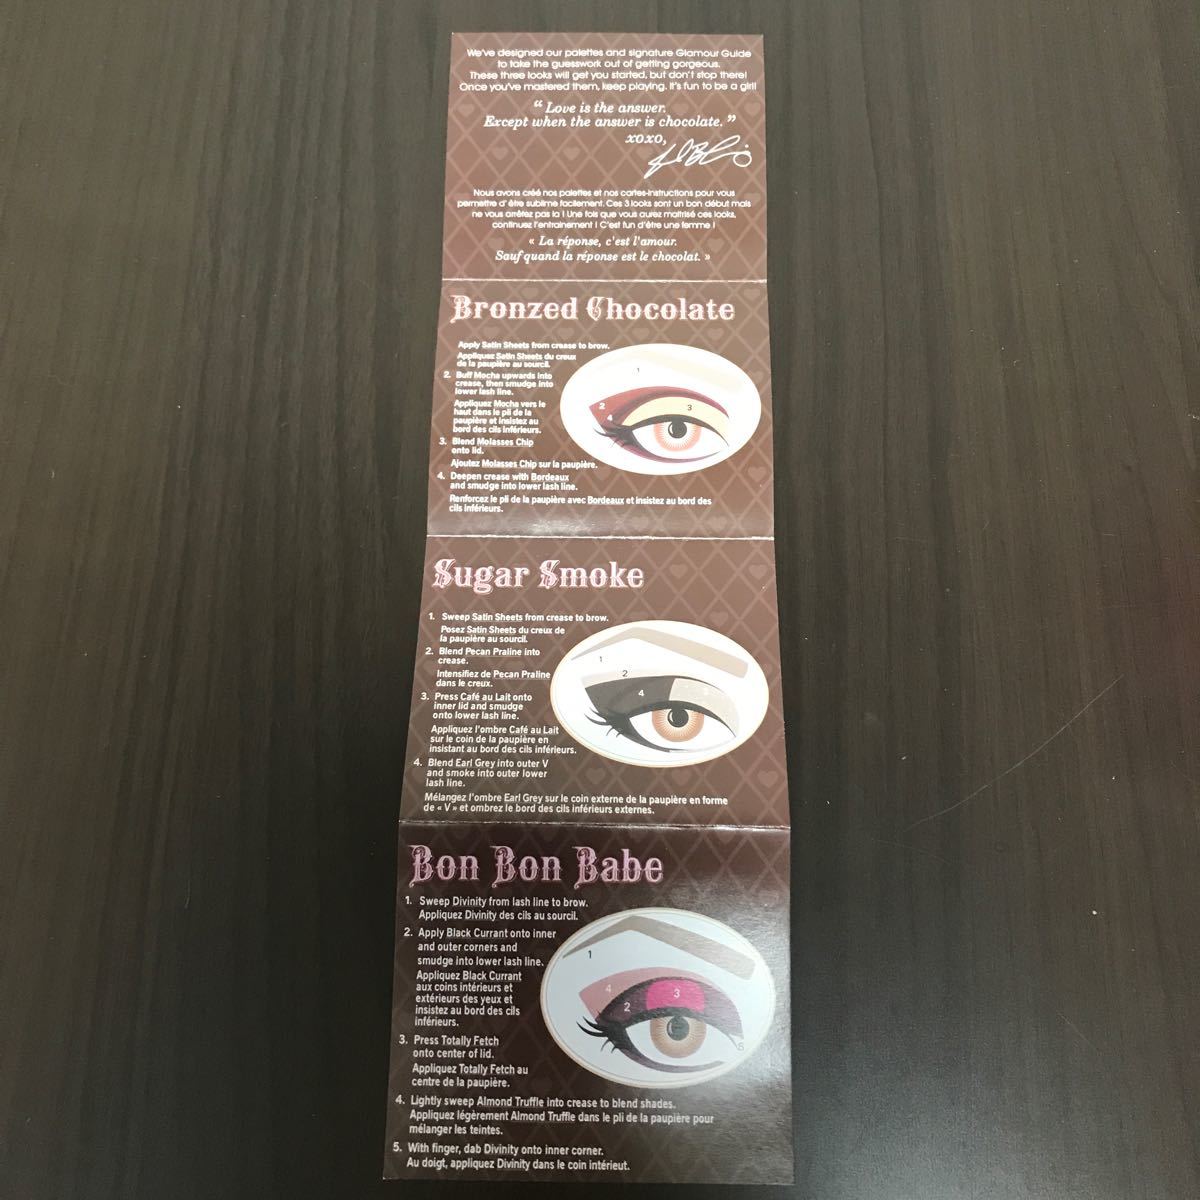 We've designed our palettes and signature Glamour Guide
to take the guesswork out of getting gorgeous.
These three looks will get you started, but don't stop there!
Once you've mastered them, keep playing. It's fun to be a girl!
“ Love is the answer.
Except when the answer is chocolate. ”
xoxo,
Nous avons créé nos palettes et nos cartes-instructions pour vous
permettre d' être sublime facilement. Ces 3 looks sont un bon début mais
ne vous arrêtez pas là ! Une fois que vous aurez maîtrisé ces looks,
continuez l'entrainement ! C'est fun d'être une femme !
« La réponse, c'est l'amour.
Sauf quand la réponse est le chocolat. »
Bronzed Chocolate
Apply Satin Sheets from crease to brow.
Appliquez Satin Sheets du creux
de la paupière au sourcil.
2. Buff Mocha upwards into
crease, then smudge into
lower lash line.
Appliquez Mocha vers le
haut dans le pli de la
paupière et insistez au
bord des cils inférieurs.
3. Blend Molasses Chip
onto lid.
Ajoutez Molasses Chip sur la paupière.
4. Deepen crease with Bordeaux
and smudge into lower lash line.
Renforcez le pli de la paupière avec Bordeaux et insistez au bord des
cils inférieurs.
1
2
3
4
Sugar Smoke
1. Sweep Satin Sheets from crease to brow.
Posez Satin Sheets du creux de
la paupière au sourcil.
2. Blend Pecan Praline into
crease.
Intensifiez de Pecan Praline
dans le creux.
3. Press Café au Lait onto
inner lid and smudge
onto lower lash line.
Appliquez l'ombre Café au Lait
sur le coin de la paupière en
insistant au bord des cils inférieurs.
4. Blend Earl Grey into outer V
and smoke into outer lower
lash line.
Mélangez l'ombre Earl Grey sur le coin externe de la paupière en forme
de « V » et ombrez le bord des cils inférieurs externes.
1
2
3
4
Bon Bon Babe
1. Sweep Divinity from lash line to brow.
Appliquez Divinity des cils au sourcil.
2. Apply Black Currant onto inner
and outer corners and
smudge into lower lash line.
Appliquez Black Currant
aux coins intérieurs et
extérieurs des yeux et
insistez au bord des cils
inférieurs.
3. Press Totally Fetch
onto center of lid.
Appliquez Totally Fetch au
centre de la paupière.
4. Lightly sweep Almond Truffle into crease to blend shades.
Appliquez légèrement Almond Truffle dans le pli de la paupière pour
mélanger les teintes.
5. With finger, dab Divinity onto inner corner.
Au doigt, appliquez Divinity dans le coin intérieut.
1
4
3
2
5